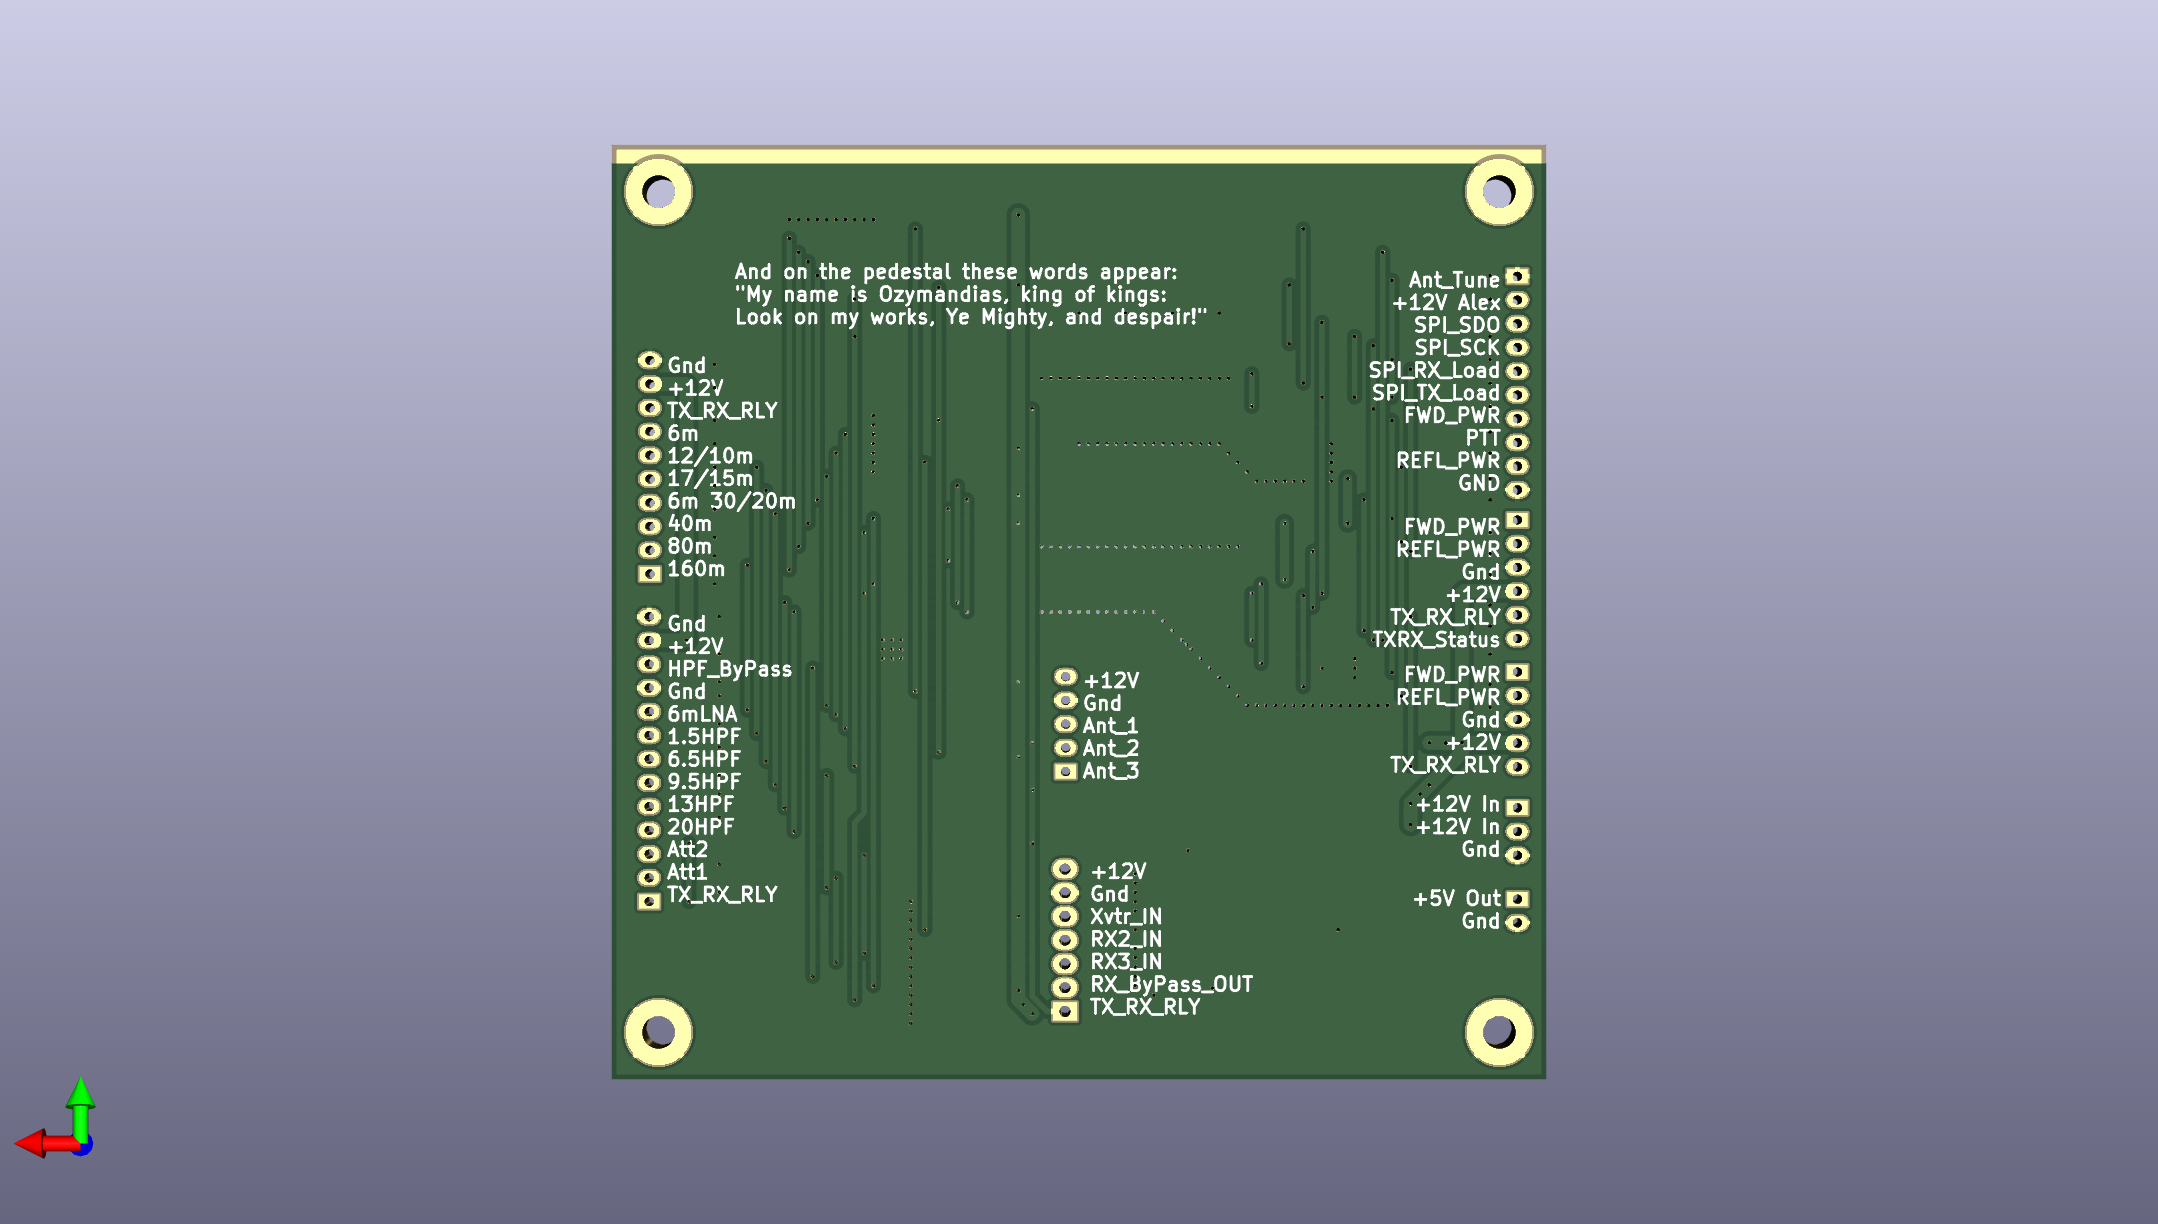 And on the pedestal these words appear:
"My name is Ozymandias, king of kings:
Look on my works, Ye Mighty, and despair!"
Gnd
+12V
TX_RX_RLY
6m
12/10m
17/15m
6m 30/20m
40m
80m
160m
Gnd
+12V
HPF_ByPass
Gnd
6mLNA
1.5HPF
6.5HPF
9.5HPF
13HPF
20HPF
Att2
Att1
TX_RX_RLY
+12V
Gnd
Ant_1
Ant_2
Ant_3
+12V
Gnd
Xvtr_IN
RX2_IN
RX3_IN
RX_ByPass_OUT
TX_RX_RLY
Ant_Tune
+12V Alex
SPI_SDO
SPI_SCK
SPI_RX_Load
SPI_TX_Load
FWD_PWR
PTT
REFL_PWR
GND
FWD_PWR
REFL_PWR
Gnd
+12V
TX_RX_RLY
TXRX_Status
FWD_PWR
REFL_PWR
Gnd
+12V
TX_RX_RLY
+12V In
+12V In
Gnd
+5V Out
Gnd